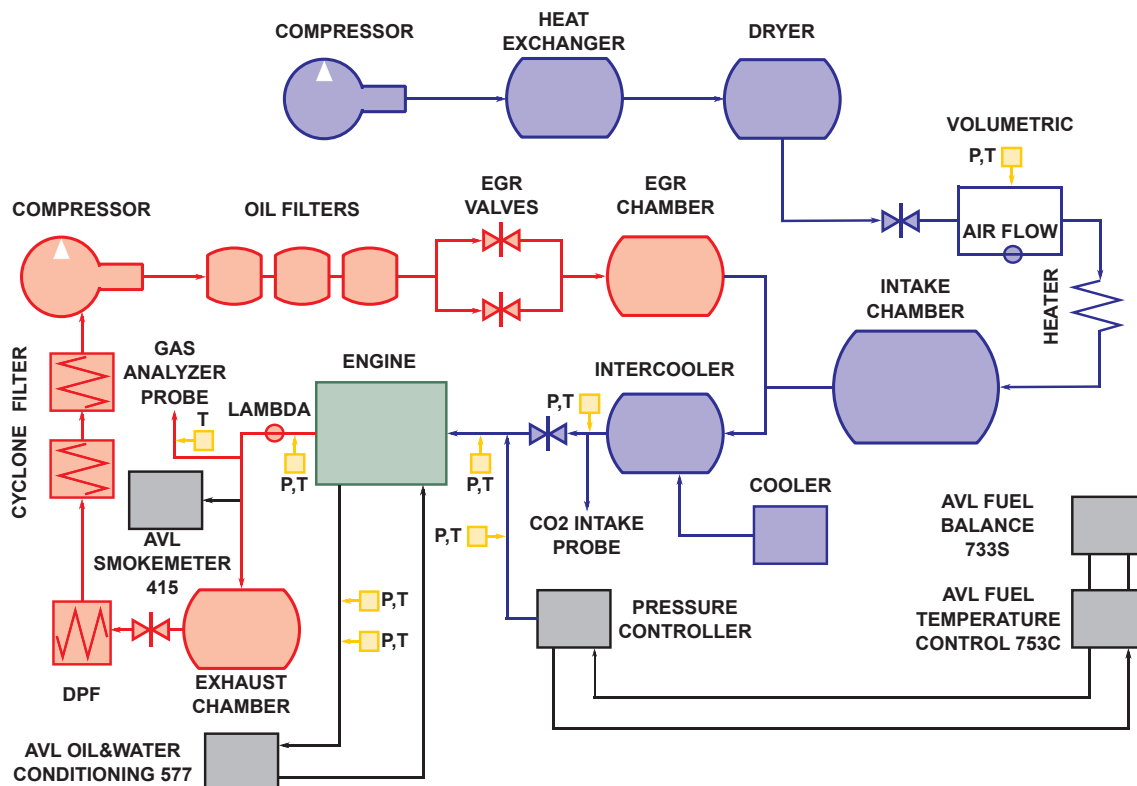 COMPRESSOR
HEAT
EXCHANGER
DRYER
VOLUMETRIC
P,T
AIR FLOW
HEATER
COMPRESSOR
OIL FILTERS
EGR
VALVES
EGR
CHAMBER
INTAKE
CHAMBER
CYCLONE FILTER
GAS
ANALYZER
PROBE
T
LAMBDA
ENGINE
INTERCOOLER
P,T
P,T
P,T
P,T
CO2 INTAKE
PROBE
COOLER
AVL
SMOKEMETER
415
AVL FUEL
BALANCE
733S
P,T
P,T
PRESSURE
CONTROLLER
AVL FUEL
TEMPERATURE
CONTROL 753C
DPF
EXHAUST
CHAMBER
AVL OIL&WATER
CONDITIONING 577